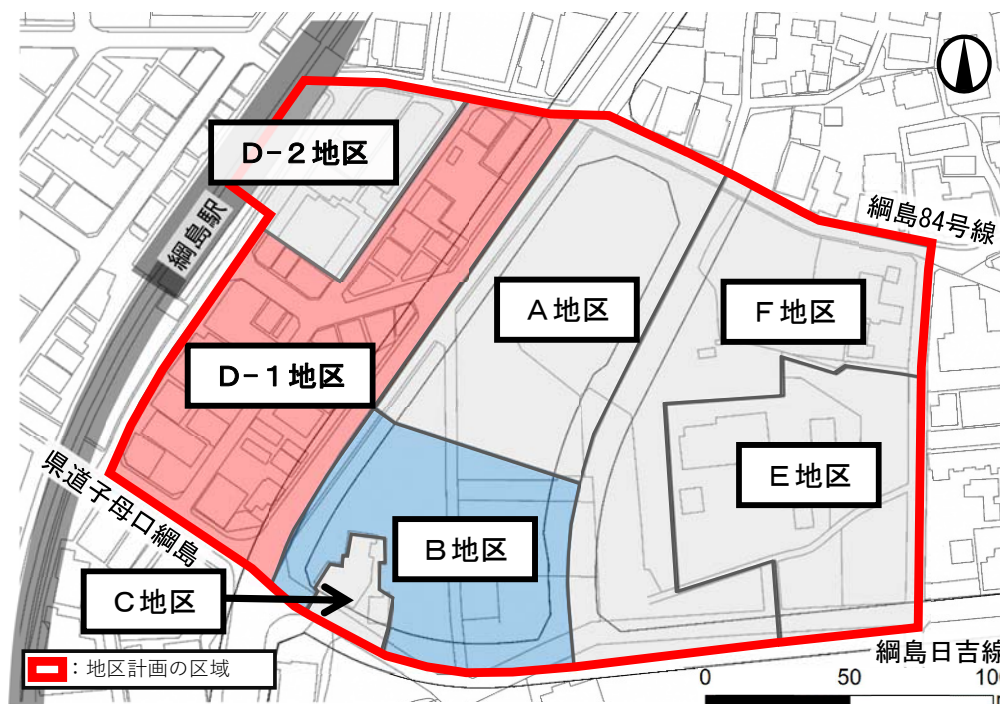 D-2地区
綱島84号線
綱島駅
A地区
F地区
D-1地区
E地区
県道子母口綱島
B地区
C地区
綱島日吉線
：地区計画の区域
0 50